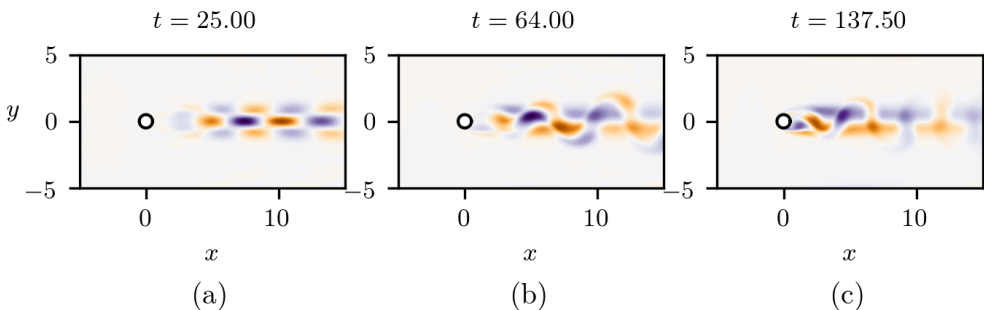 t = 25.00 t = 64.00 t = 137.50
5 5 5
y 0 0 0
−5 −5 −5
0 10 0 10 0 10
x x x
(a) (b) (c)